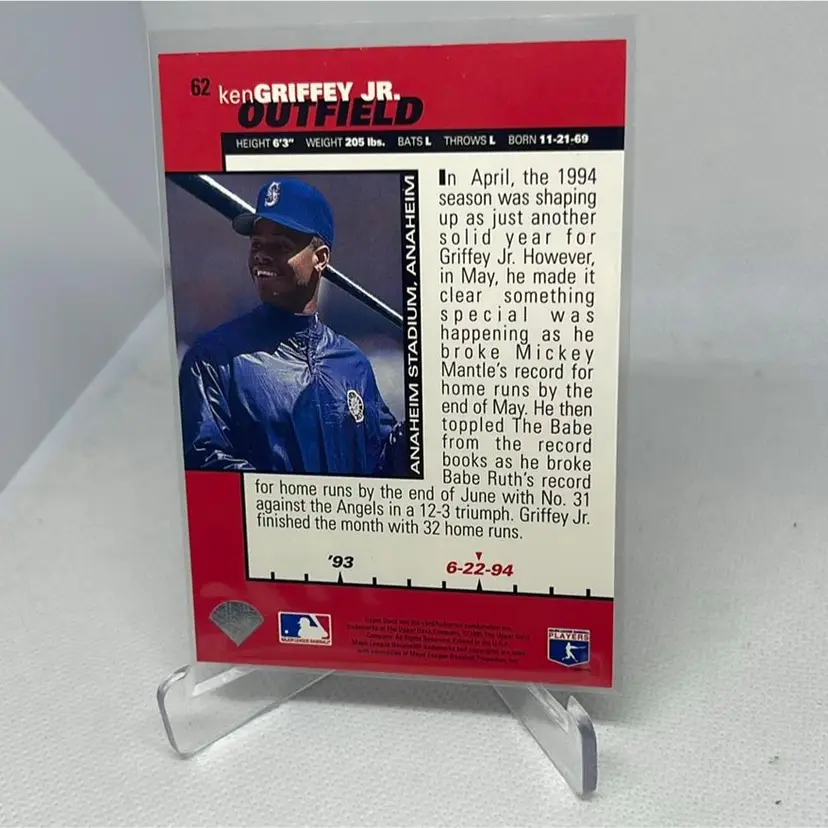 62 kenGRIFFEY JR.
OUTFIELD
HEIGHT 6'3" WEIGHT 205 lbs. BATS L THROWS L BORN 11-21-69
S
ANAHEIM STADIUM, ANAHEIM
In April, the 1994
season was shaping
up as just another
solid year for
Griffey Jr. However,
in May, he made it
clear something
special was
happening as he
broke Mickey
Mantle's record for
home runs by the
end of May. He then
toppled The Babe
from the record
books as he broke
Babe Ruth's record
for home runs by the end of June with No. 31
against the Angels in a 12-3 triumph. Griffey Jr.
finished the month with 32 home runs.
'93 6-22-94
MAJOR LEAGUE BASEBALL
PLAYERS